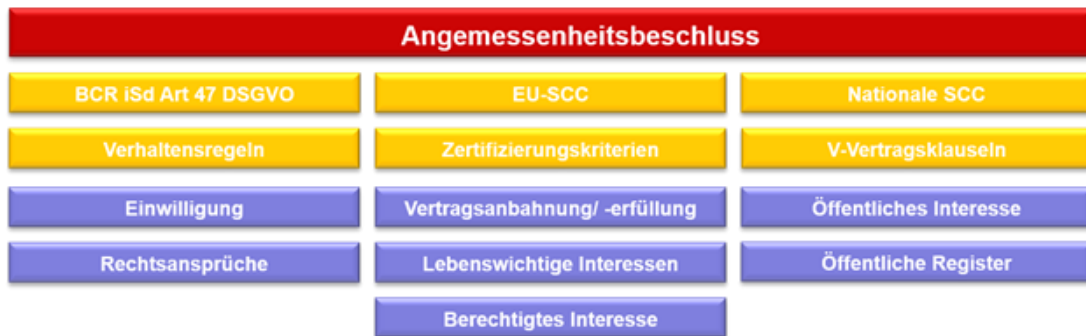 Angemessenheitsbeschluss
BCR iSd Art 47 DSGVO
EU-SCC
Nationale SCC
Verhaltensregeln
Zertifizierungskriterien
V-Vertragsklauseln
Einwilligung
Vertragsanbahnung/ -erfüllung
Öffentliches Interesse
Rechtsansprüche
Lebenswichtige Interessen
Öffentliche Register
Berechtigtes Interesse